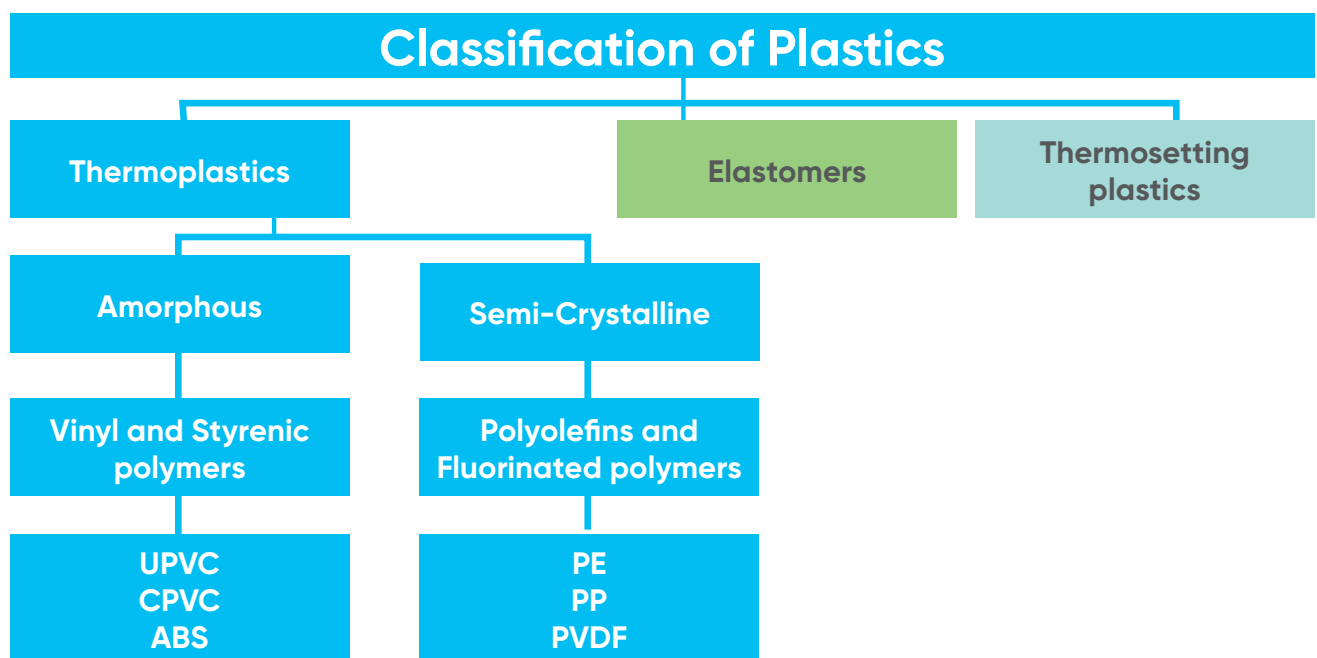 Classification of Plastics
Thermoplastics
Elastomers
Thermosetting
plastics
Amorphous
Semi-Crystalline
Vinyl and Styrenic
polymers
Polyolefins and
Fluorinated polymers
UPVC
CPVC
ABS
PE
PP
PVDF